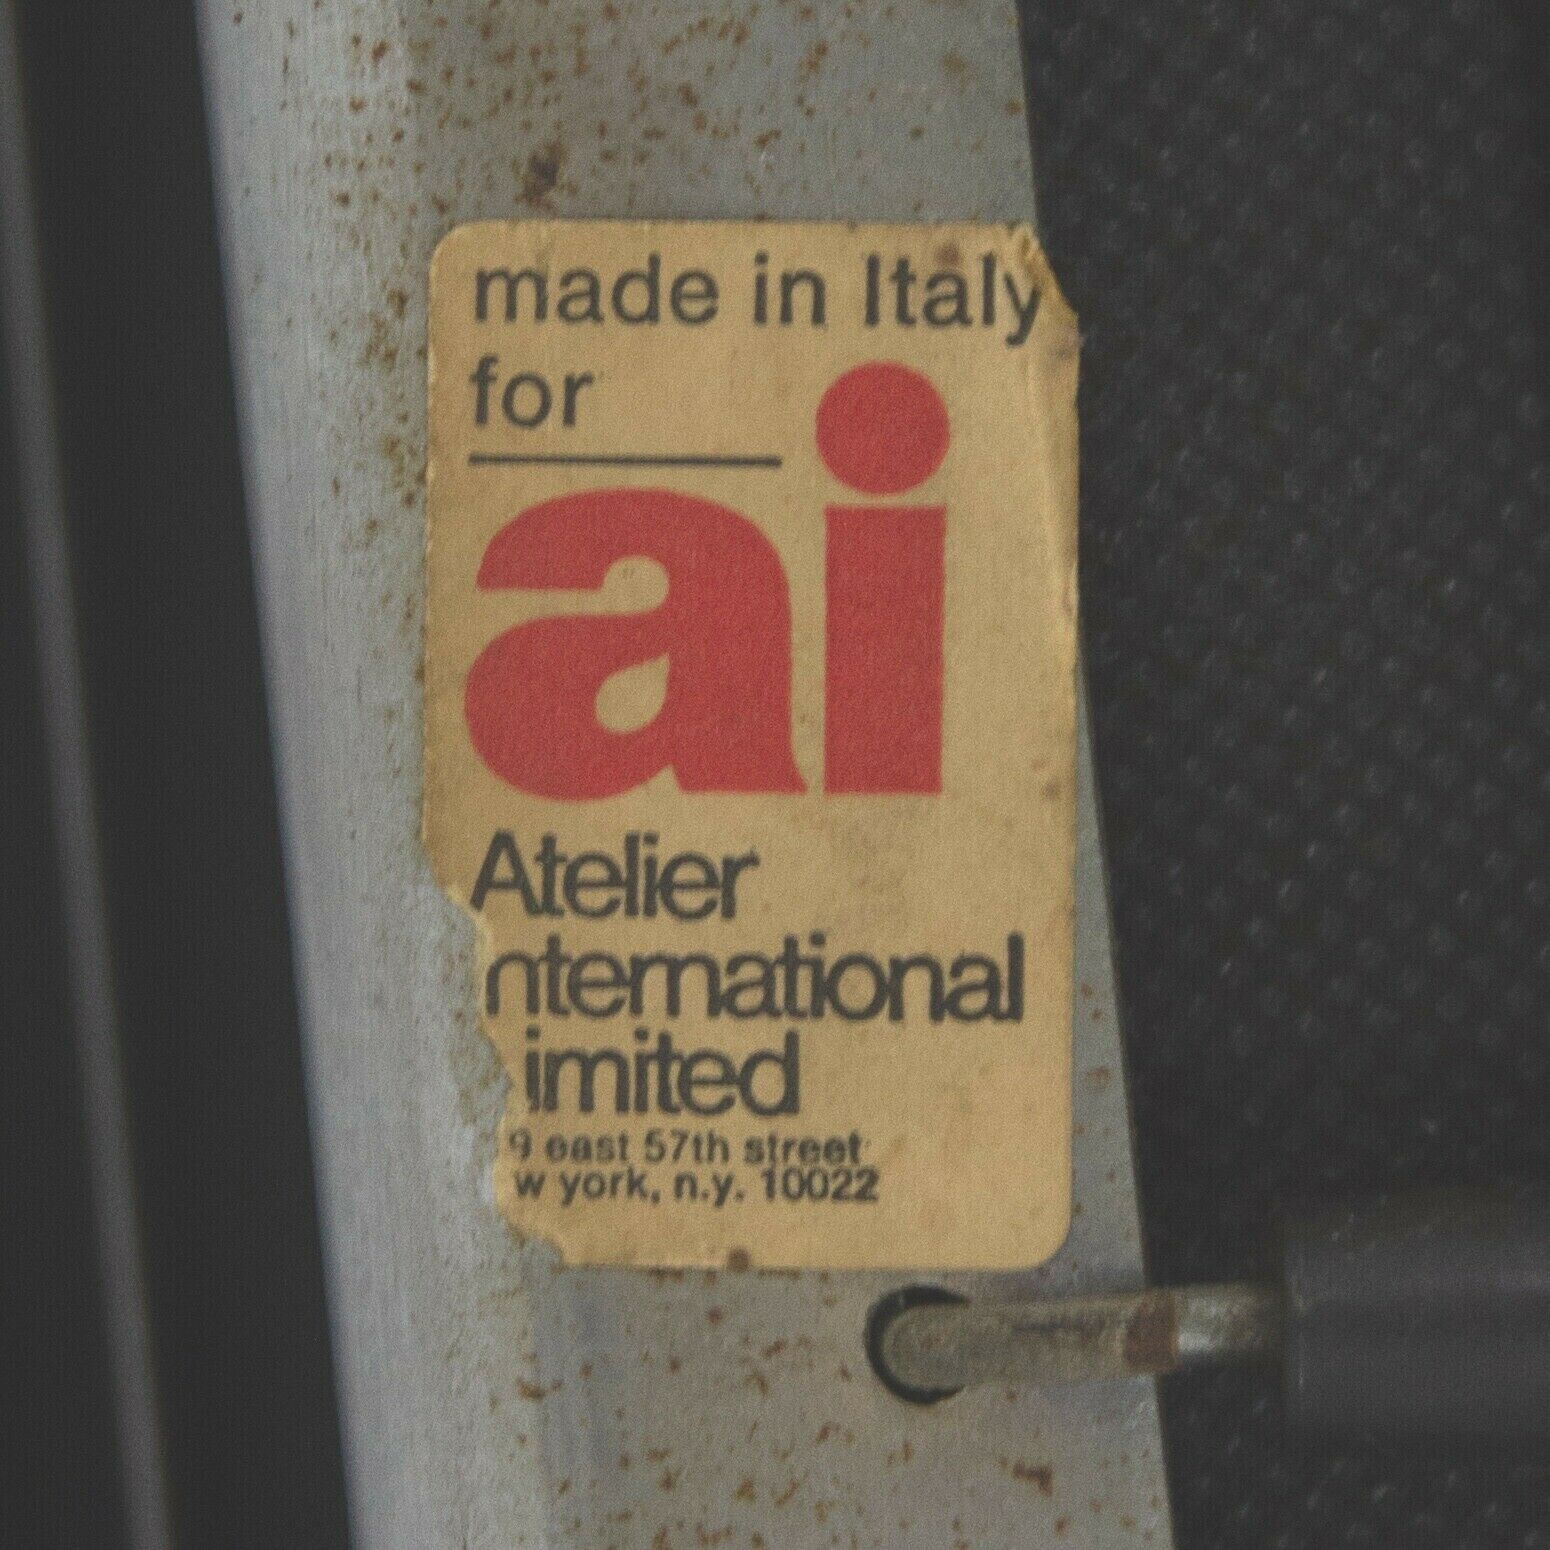 made in Italy
for
ai
Atelier
nternational
imited
9 east 57th street
w york, n.y. 10022